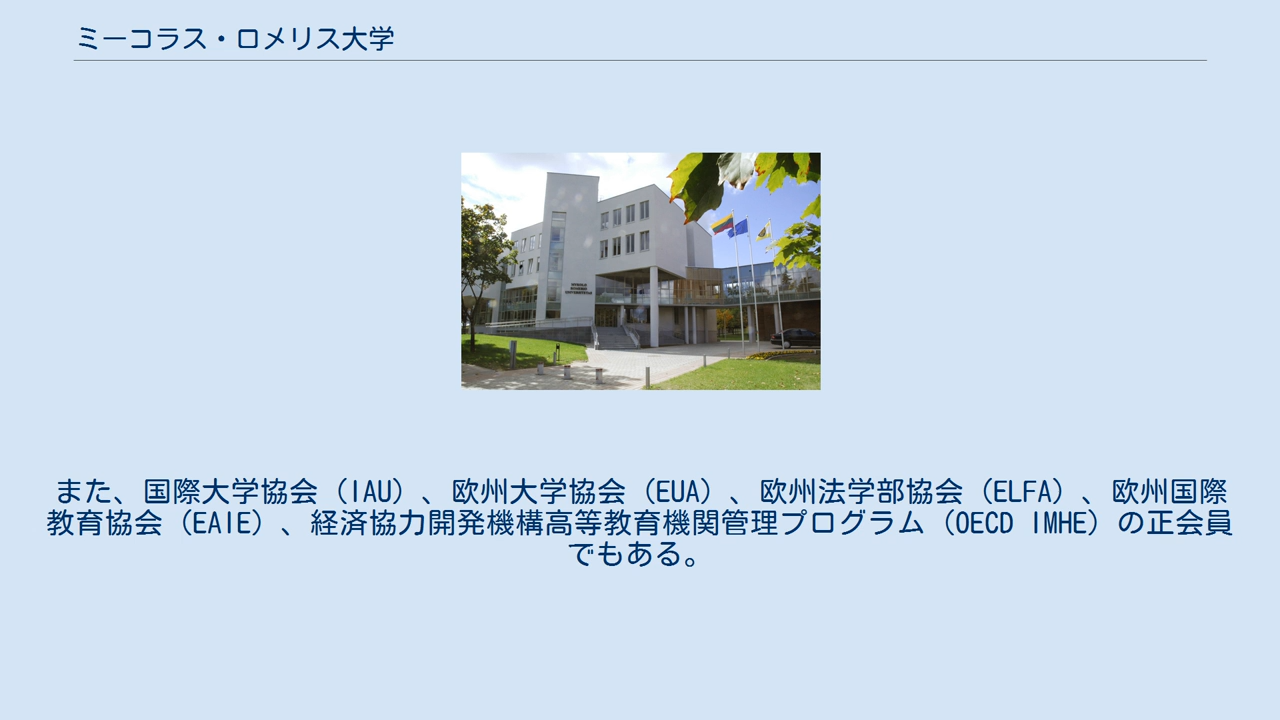 ミーコラス・ロメリス大学
また、国際大学協会（IAU）、欧州大学協会（EUA）、欧州法学部協会（ELFA）、欧州国際
教育協会（EAIE）、経済協力開発機構高等教育機関管理プログラム（OECD IMHE）の正会員
でもある。